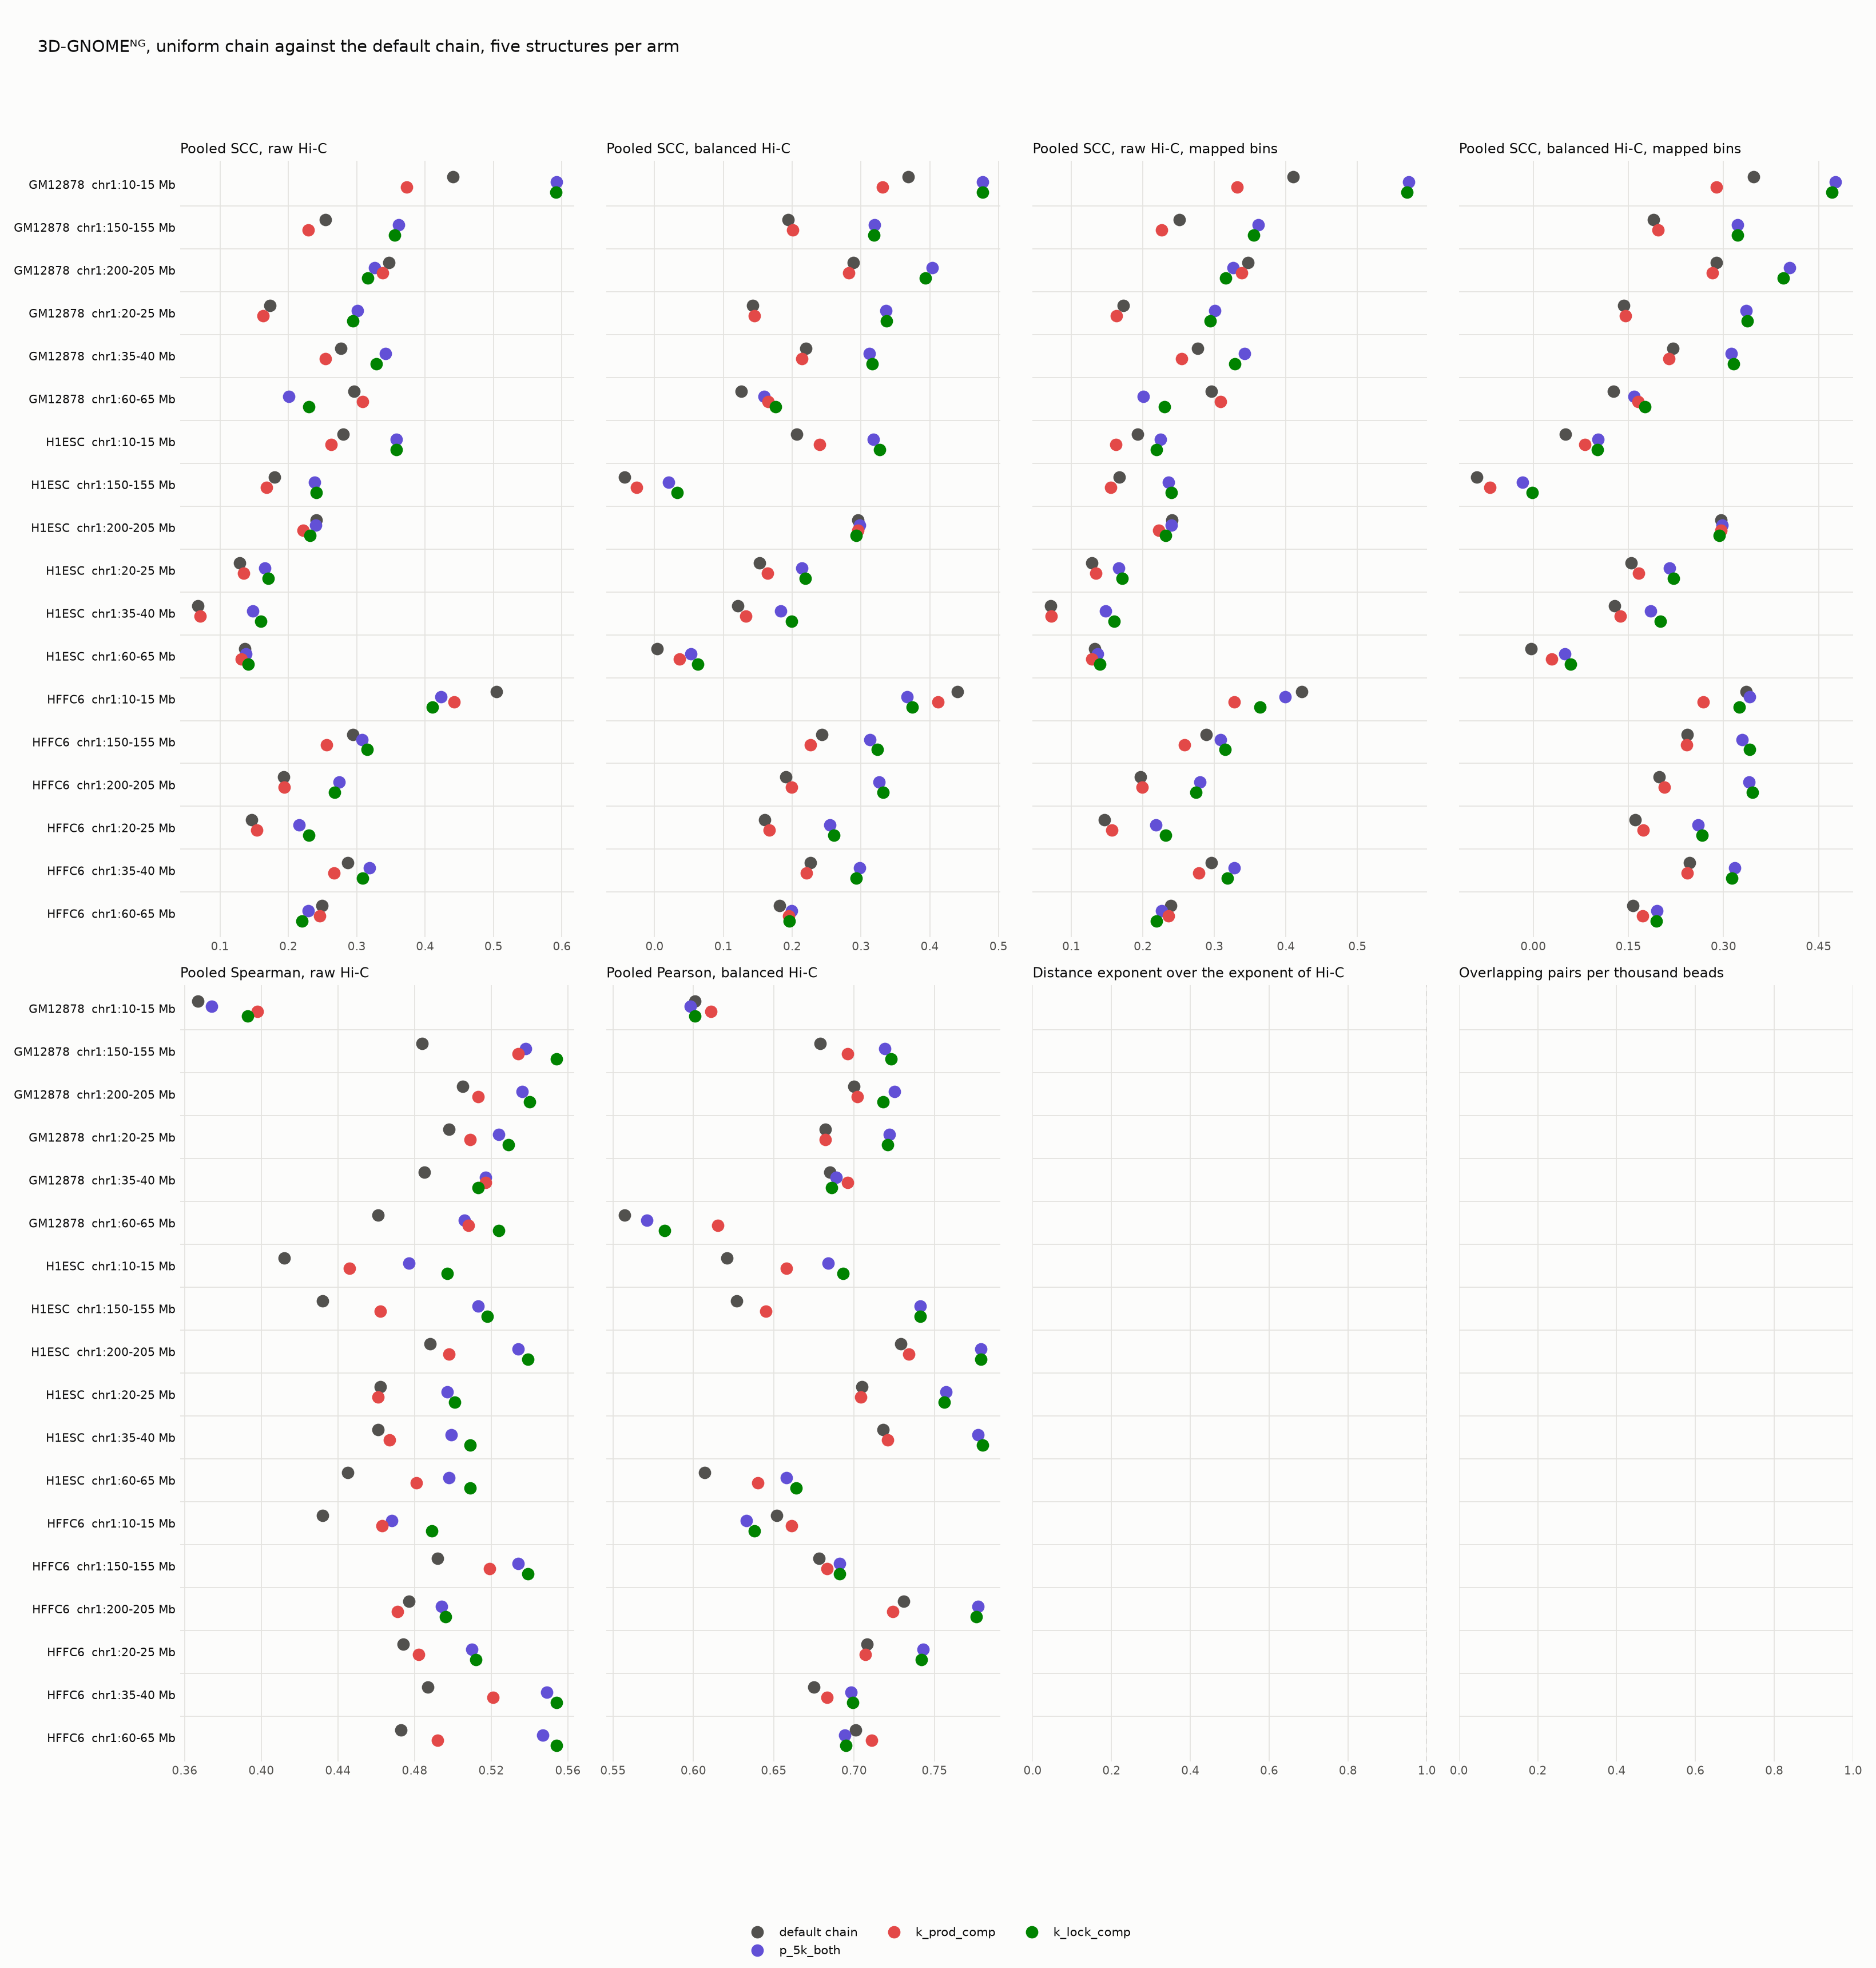 3D-GNOMEᴺᴳ, uniform chain against the default chain, five structures per arm
Pooled SCC, raw Hi-C
Pooled SCC, balanced Hi-C
Pooled SCC, raw Hi-C, mapped bins
Pooled SCC, balanced Hi-C, mapped bins
GM12878 chr1:10-15 Mb
GM12878 chr1:150-155 Mb
GM12878 chr1:200-205 Mb
GM12878 chr1:20-25 Mb
GM12878 chr1:35-40 Mb
GM12878 chr1:60-65 Mb
H1ESC chr1:10-15 Mb
H1ESC chr1:150-155 Mb
H1ESC chr1:200-205 Mb
H1ESC chr1:20-25 Mb
H1ESC chr1:35-40 Mb
H1ESC chr1:60-65 Mb
HFFC6 chr1:10-15 Mb
HFFC6 chr1:150-155 Mb
HFFC6 chr1:200-205 Mb
HFFC6 chr1:20-25 Mb
HFFC6 chr1:35-40 Mb
HFFC6 chr1:60-65 Mb
0.1 0.2 0.3 0.4 0.5 0.6
0.0 0.1 0.2 0.3 0.4 0.5
0.1 0.2 0.3 0.4 0.5
0.00 0.15 0.30 0.45
Pooled Spearman, raw Hi-C
Pooled Pearson, balanced Hi-C
Distance exponent over the exponent of Hi-C
Overlapping pairs per thousand beads
GM12878 chr1:10-15 Mb
GM12878 chr1:150-155 Mb
GM12878 chr1:200-205 Mb
GM12878 chr1:20-25 Mb
GM12878 chr1:35-40 Mb
GM12878 chr1:60-65 Mb
H1ESC chr1:10-15 Mb
H1ESC chr1:150-155 Mb
H1ESC chr1:200-205 Mb
H1ESC chr1:20-25 Mb
H1ESC chr1:35-40 Mb
H1ESC chr1:60-65 Mb
HFFC6 chr1:10-15 Mb
HFFC6 chr1:150-155 Mb
HFFC6 chr1:200-205 Mb
HFFC6 chr1:20-25 Mb
HFFC6 chr1:35-40 Mb
HFFC6 chr1:60-65 Mb
0.36 0.40 0.44 0.48 0.52 0.56
0.55 0.60 0.65 0.70 0.75
0.0 0.2 0.4 0.6 0.8 1.0
0.0 0.2 0.4 0.6 0.8 1.0
default chain
k_prod_comp
k_lock_comp
p_5k_both